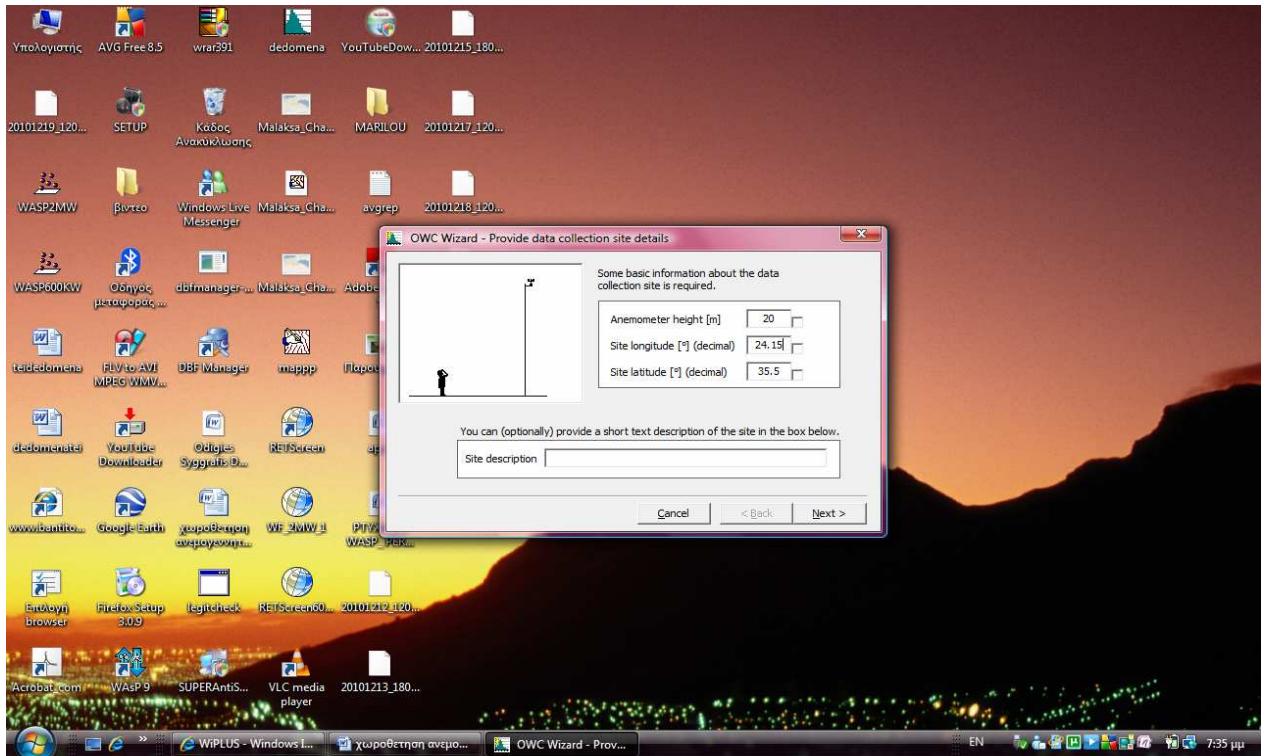 Υπολογιστής
AVG Free 8.5
wrar391
dedomena
YouTubeDow...
20101215_180...
20101219_120...
SETUP
Κάδος
Ανακύκλωσης
Malaksa_Cha...
MARILOU
20101217_120...
WASP2MW
βιντεο
Windows Live
Messenger
Malaksa_Cha...
avgrep
20101218_120...
WASP600KW
Οδηγός
μεταφοράς ...
dbfmanager-...
Malaksa_Cha...
Adobe
teidedomena
FLV to AVI
MPEG WMV...
DBF Manager
mappp
Παρου
dedomenatei
YouTube
Downloader
Odigies
Syggrafis D...
RETScreen
ap
www.bantito...
Google Earth
χωροθετηση
ανεμογεννητ...
WF_2MW_1
WASP_PER...
Επιλογή
browser
Firefox Setup
3.0.9
legitcheck
RETScreen60...
20101212_120...
Acrobat_com
WAsP 9
SUPERAntiS...
VLC media
player
20101213_180...
OWC Wizard - Provide data collection site details
Some basic information about the data
collection site is required.
Anemometer height [m] 20
Site longitude [°] (decimal) 24.15
Site latitude [°] (decimal) 35.5
You can (optionally) provide a short text description of the site in the box below.
Site description
Cancel
< Back
Next >
WiPLUS - Windows I...
χωροθετηση ανεμο...
OWC Wizard - Prov...
EN
7:35 μμ